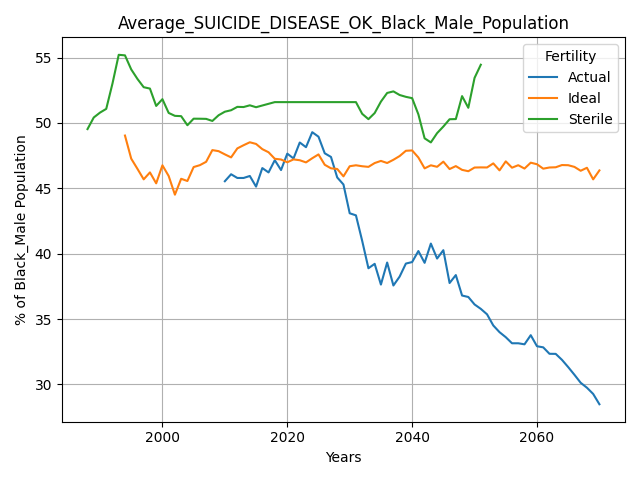 Average_SUICIDE_DISEASE_OK_Black_Male_Population
Fertility
Actual
Ideal
Sterile
% of Black_Male Population
55
50
45
40
35
30
2000
2020
2040
2060
Years